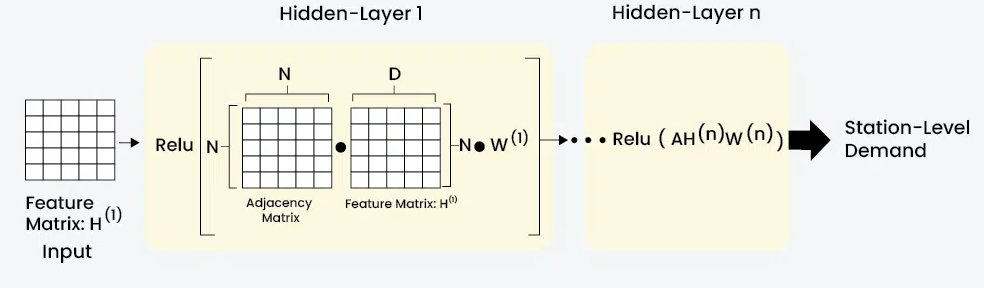 Hidden-Layer 1
Hidden-Layer n
N
D
Relu
N
N
W(1)
Relu ( AH(n)W(n))
Station-Level
Demand
Adjacency
Matrix
Feature Matrix: H(1)
Feature
Matrix: H(1)
Input